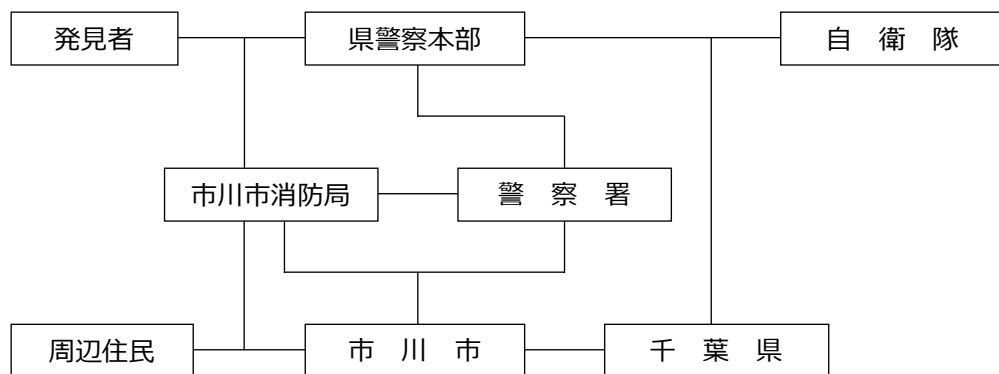 発見者
県警察本部
自 衛 隊
市川市消防局
警 察 署
周辺住民
市 川 市
千 葉 県